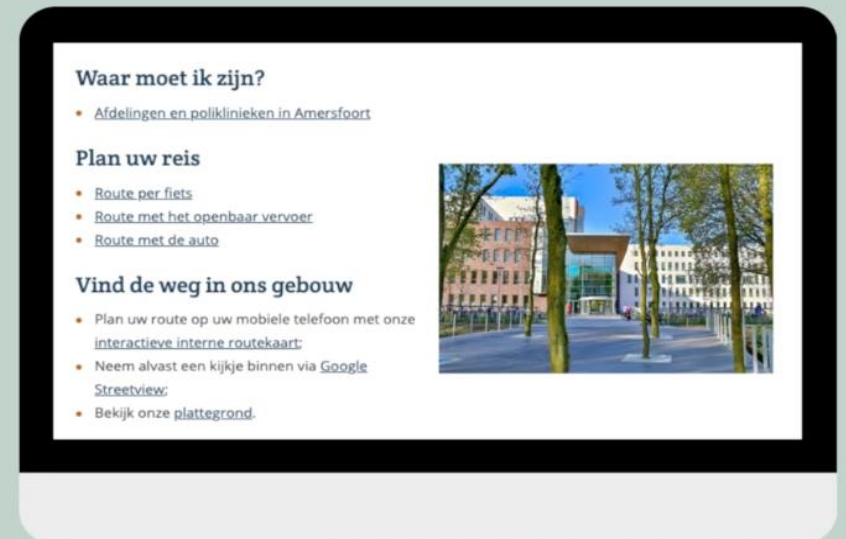 Waar moet ik zijn?
• Afdelingen en poliklinieken in Amersfoort
Plan uw reis
• Route per fiets
• Route met het openbaar vervoer
• Route met de auto
Vind de weg in ons gebouw
• Plan uw route op uw mobiele telefoon met onze
interactieve interne routekaart;
• Neem alvast een kijkje binnen via Google
Streetview;
• Bekijk onze plattegrond.